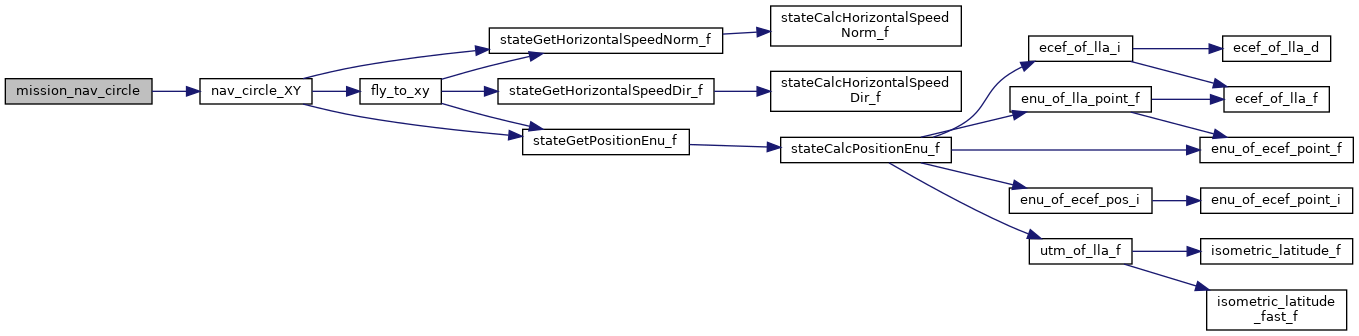 mission_nav_circle
nav_circle_XY
stateGetHorizontalSpeedNorm_f
fly_to_xy
stateGetHorizontalSpeedDir_f
stateGetPositionEnu_f
stateCalcHorizontalSpeed
Norm_f
stateCalcHorizontalSpeed
Dir_f
stateCalcPositionEnu_f
ecef_of_lla_i
enu_of_lla_point_f
enu_of_ecef_pos_i
utm_of_lla_f
ecef_of_lla_d
ecef_of_lla_f
enu_of_ecef_point_f
enu_of_ecef_point_i
isometric_latitude_f
isometric_latitude
_fast_f